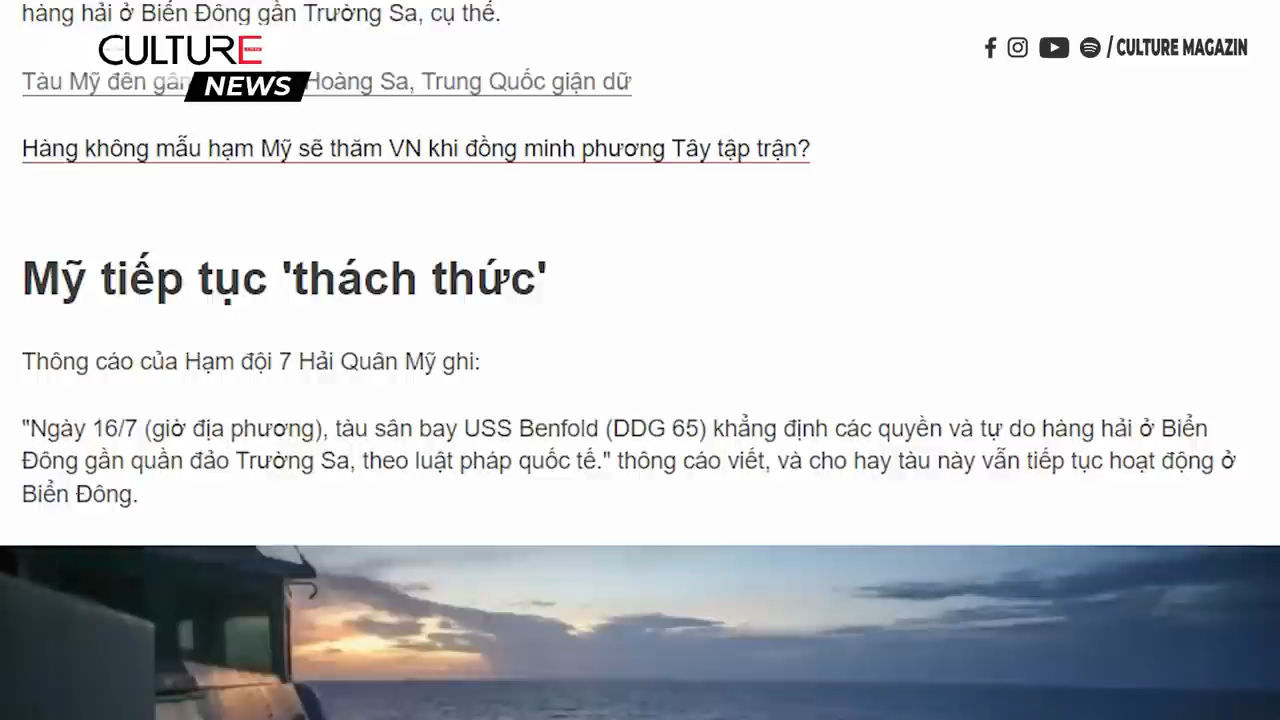 hàng hải ở Biển Đông gần Trường Sa, cụ thể.
CULTURE
NEWS
/ CULTURE MAGAZIN
Tàu Mỹ đến gần Hoàng Sa, Trung Quốc giận dữ
Hàng không mẫu hạm Mỹ sẽ thăm VN khi đồng minh phương Tây tập trận?
Mỹ tiếp tục 'thách thức'
Thông cáo của Hạm đội 7 Hải Quân Mỹ ghi:
"Ngày 16/7 (giờ địa phương), tàu sân bay USS Benfold (DDG 65) khẳng định các quyền và tự do hàng hải ở Biển
Đông gần quần đảo Trường Sa, theo luật pháp quốc tế." thông cáo viết, và cho hay tàu này vẫn tiếp tục hoạt động ở
Biển Đông.